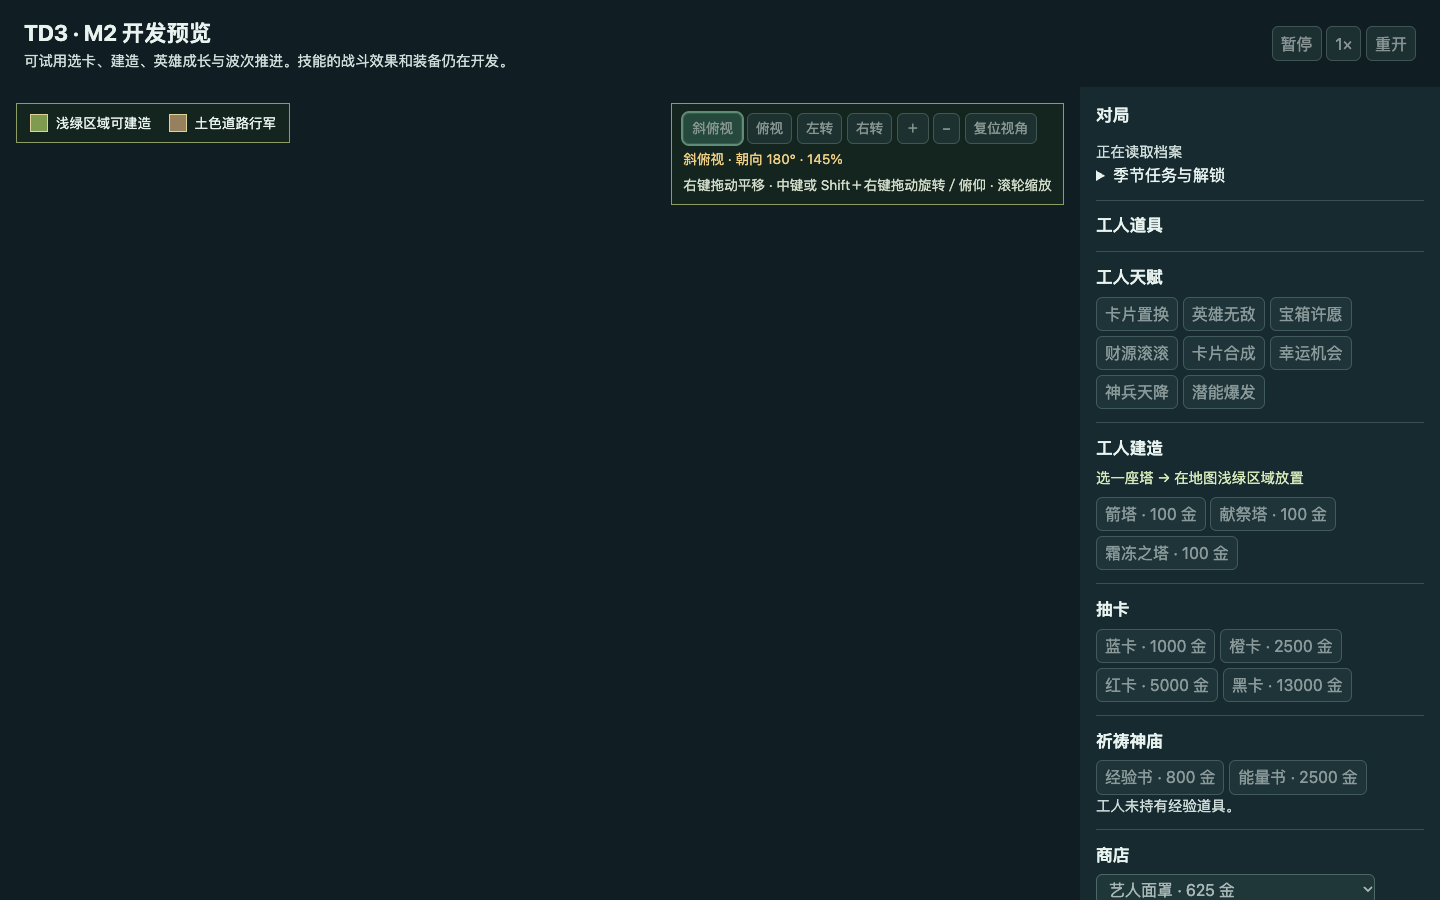 TD3 · M2 开发预览
可试用选卡、建造、英雄成长与波次推进。技能的战斗效果和装备仍在开发。
暂停 1× 重开
浅绿区域可建造 土色道路行军
斜俯视 俯视 左转 右转 + − 复位视角
斜俯视 · 朝向 180° · 145%
右键拖动平移 · 中键或 Shift+右键拖动旋转 / 俯仰 · 滚轮缩放
对局
正在读取档案
▶ 季节任务与解锁
工人道具
工人天赋
卡片置换 英雄无敌 宝箱许愿
财源滚滚 卡片合成 幸运机会
神兵天降 潜能爆发
工人建造
选一座塔 → 在地图浅绿区域放置
箭塔 · 100 金 献祭塔 · 100 金
霜冻之塔 · 100 金
抽卡
蓝卡 · 1000 金 橙卡 · 2500 金
红卡 · 5000 金 黑卡 · 13000 金
祈祷神庙
经验书 · 800 金 能量书 · 2500 金
工人未持有经验道具。
商店
艺人面罩 · 625 金